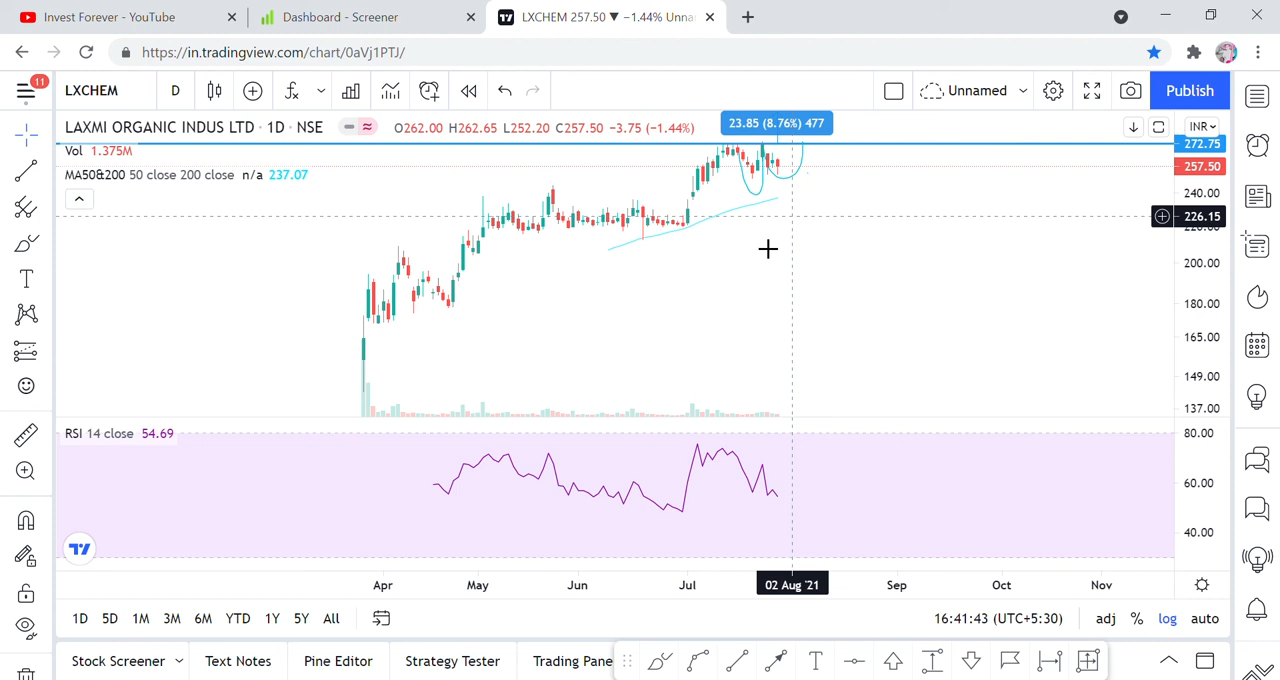 Invest Forever - YouTube
Dashboard - Screener
LXCHEM 257.50 ▼ −1.44% Unna
https://in.tradingview.com/chart/0aVj1PTJ/
11
LXCHEM
D
Unnamed
Publish
LAXMI ORGANIC INDUS LTD · 1D · NSE
O262.00 H262.65 L252.20 C257.50 −3.75 (−1.44%)
23.85 (8.76%) 477
INR
Vol 1.375M
272.75
257.50
MA50&200 50 close 200 close n/a 237.07
240.00
226.15
220.00
200.00
180.00
165.00
149.00
137.00
RSI 14 close 54.69
80.00
60.00
40.00
Apr
May
Jun
Jul
02 Aug '21
Sep
Oct
Nov
1D 5D 1M 3M 6M YTD 1Y 5Y All
16:41:43 (UTC+5:30)
adj % log auto
Stock Screener
Text Notes
Pine Editor
Strategy Tester
Trading Pane